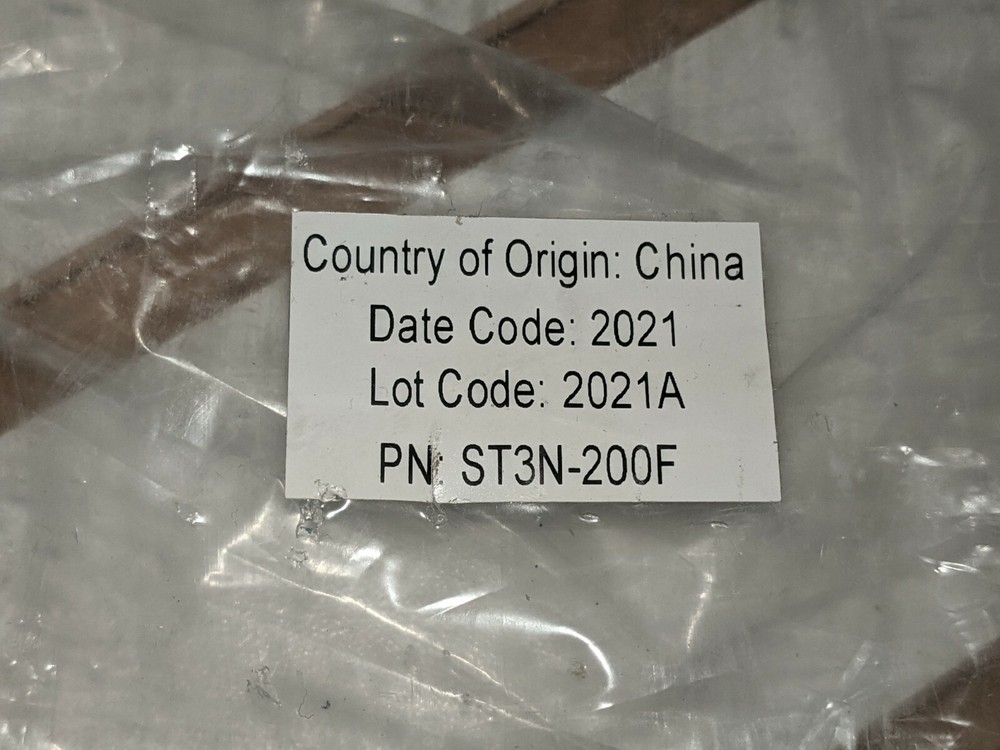 Country of Origin: China
Date Code: 2021
Lot Code: 2021A
PN: ST3N-200F